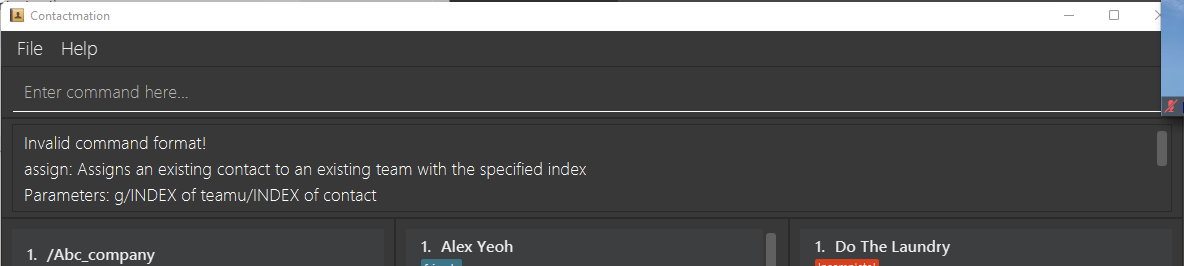 Contactmation
File Help
Enter command here...
Invalid command format!
assign: Assigns an existing contact to an existing team with the specified index
Parameters: g/INDEX of teamu/INDEX of contact
1. /Abc_company
1. Alex Yeoh
1. Do The Laundry